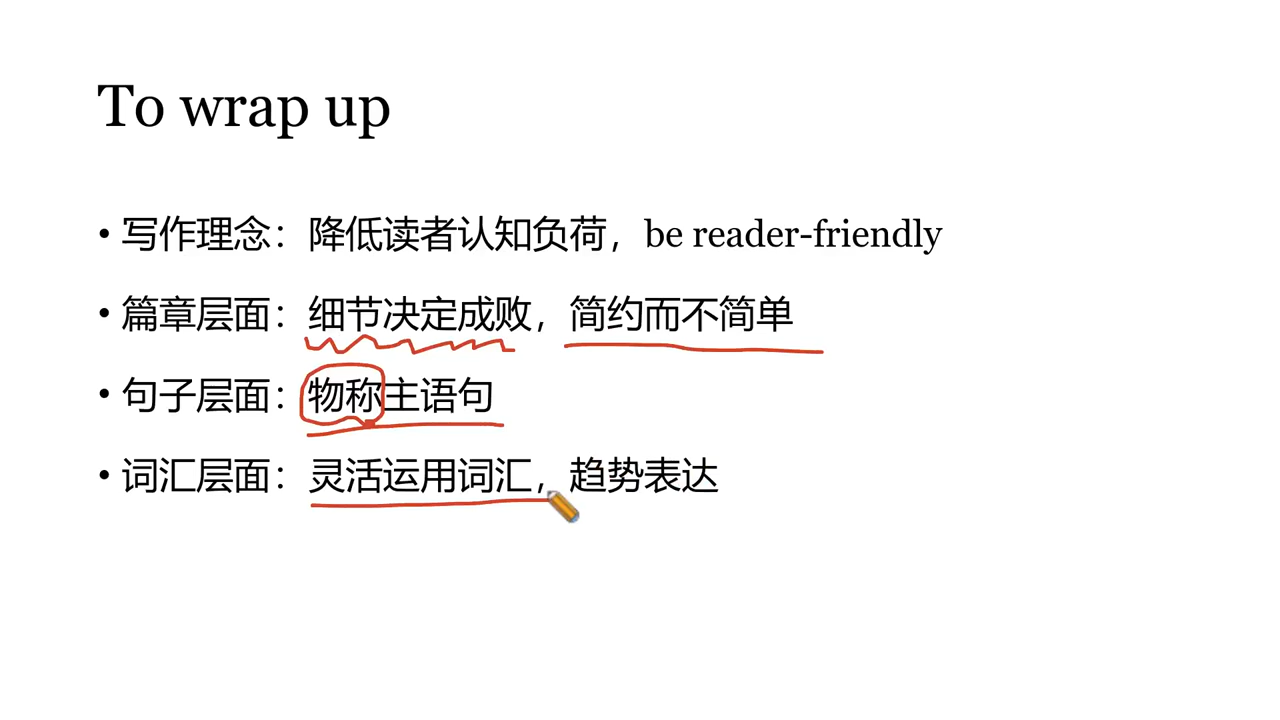 To wrap up
• 写作理念：降低读者认知负荷，be reader-friendly
• 篇章层面：细节决定成败，简约而不简单
• 句子层面：物称主语句
• 词汇层面：灵活运用词汇，趋势表达